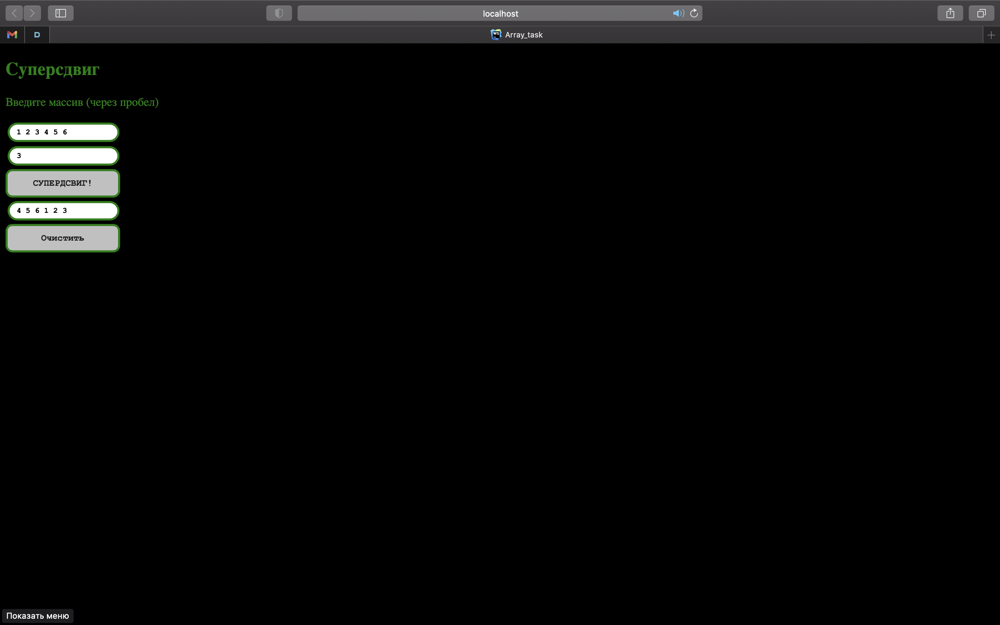 localhost
D
WS
Array_task
Суперсдвиг
Введите массив (через пробел)
1 2 3 4 5 6
3
СУПЕРДСВИГ!
4 5 6 1 2 3
Очистить
Показать меню